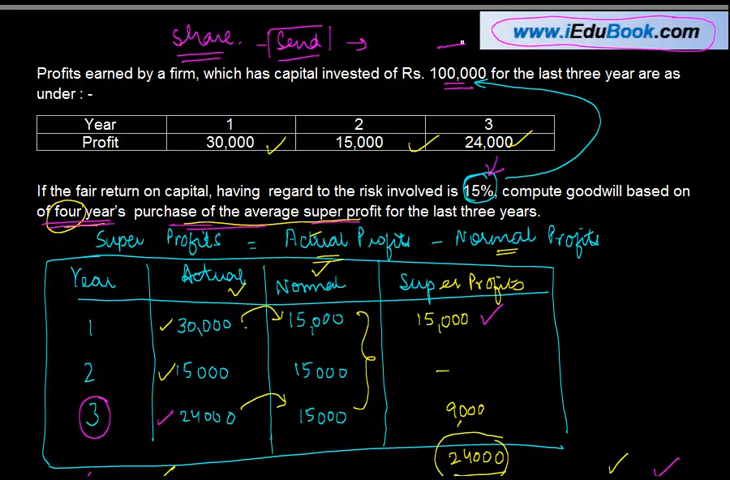 share. - Send →
www.iEduBook.com
Profits earned by a firm, which has capital invested of Rs. 100,000 for the last three year are as
under : -
Year 1 2 3
Profit 30,000 15,000 24,000
If the fair return on capital, having regard to the risk involved is 15%, compute goodwill based on
of four year's purchase of the average super profit for the last three years.
Super Profits = Actual Profits - Normal Profits
Year Actual Normal Super Profits
1 30,000 15,000 15,000
2 15000 15000 -
3 24000 15000 9000
24000